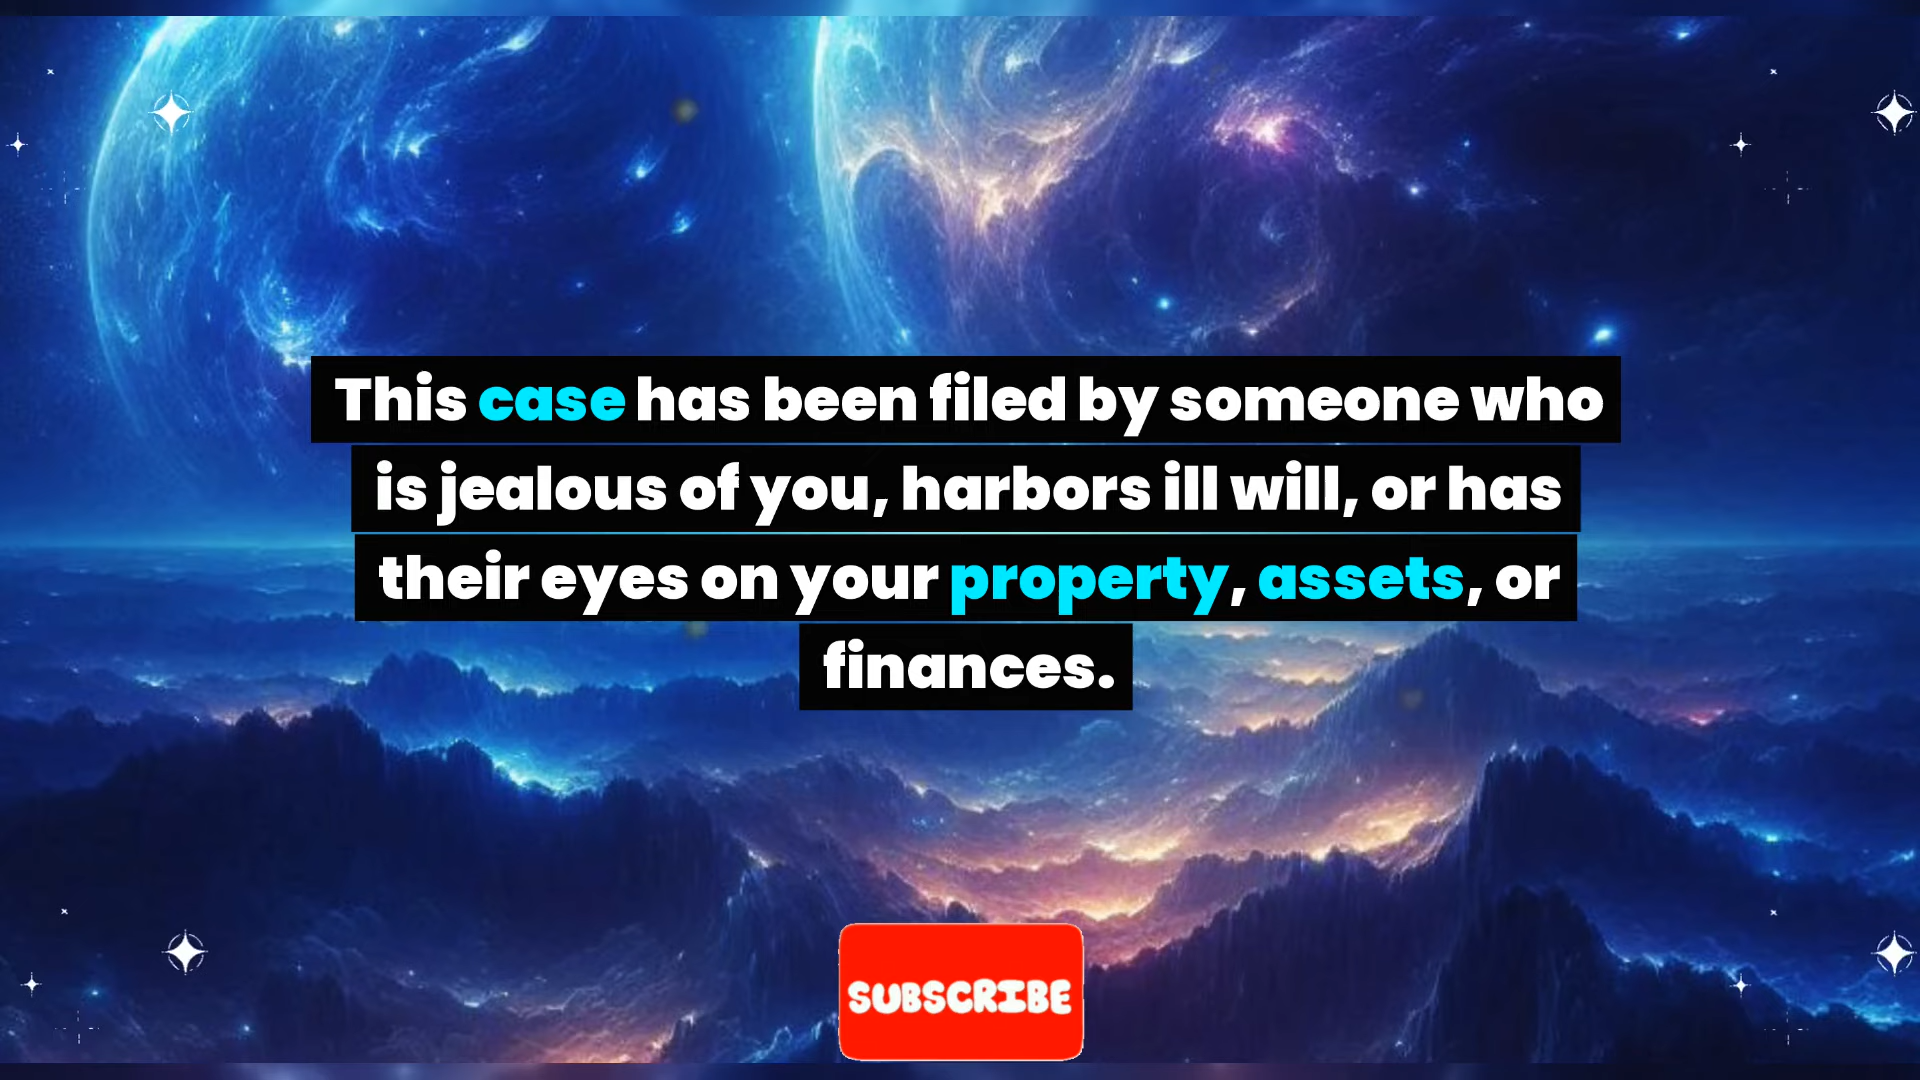 This case has been filed by someone who
is jealous of you, harbors ill will, or has
their eyes on your property, assets, or
finances.
SUBSCRIBE